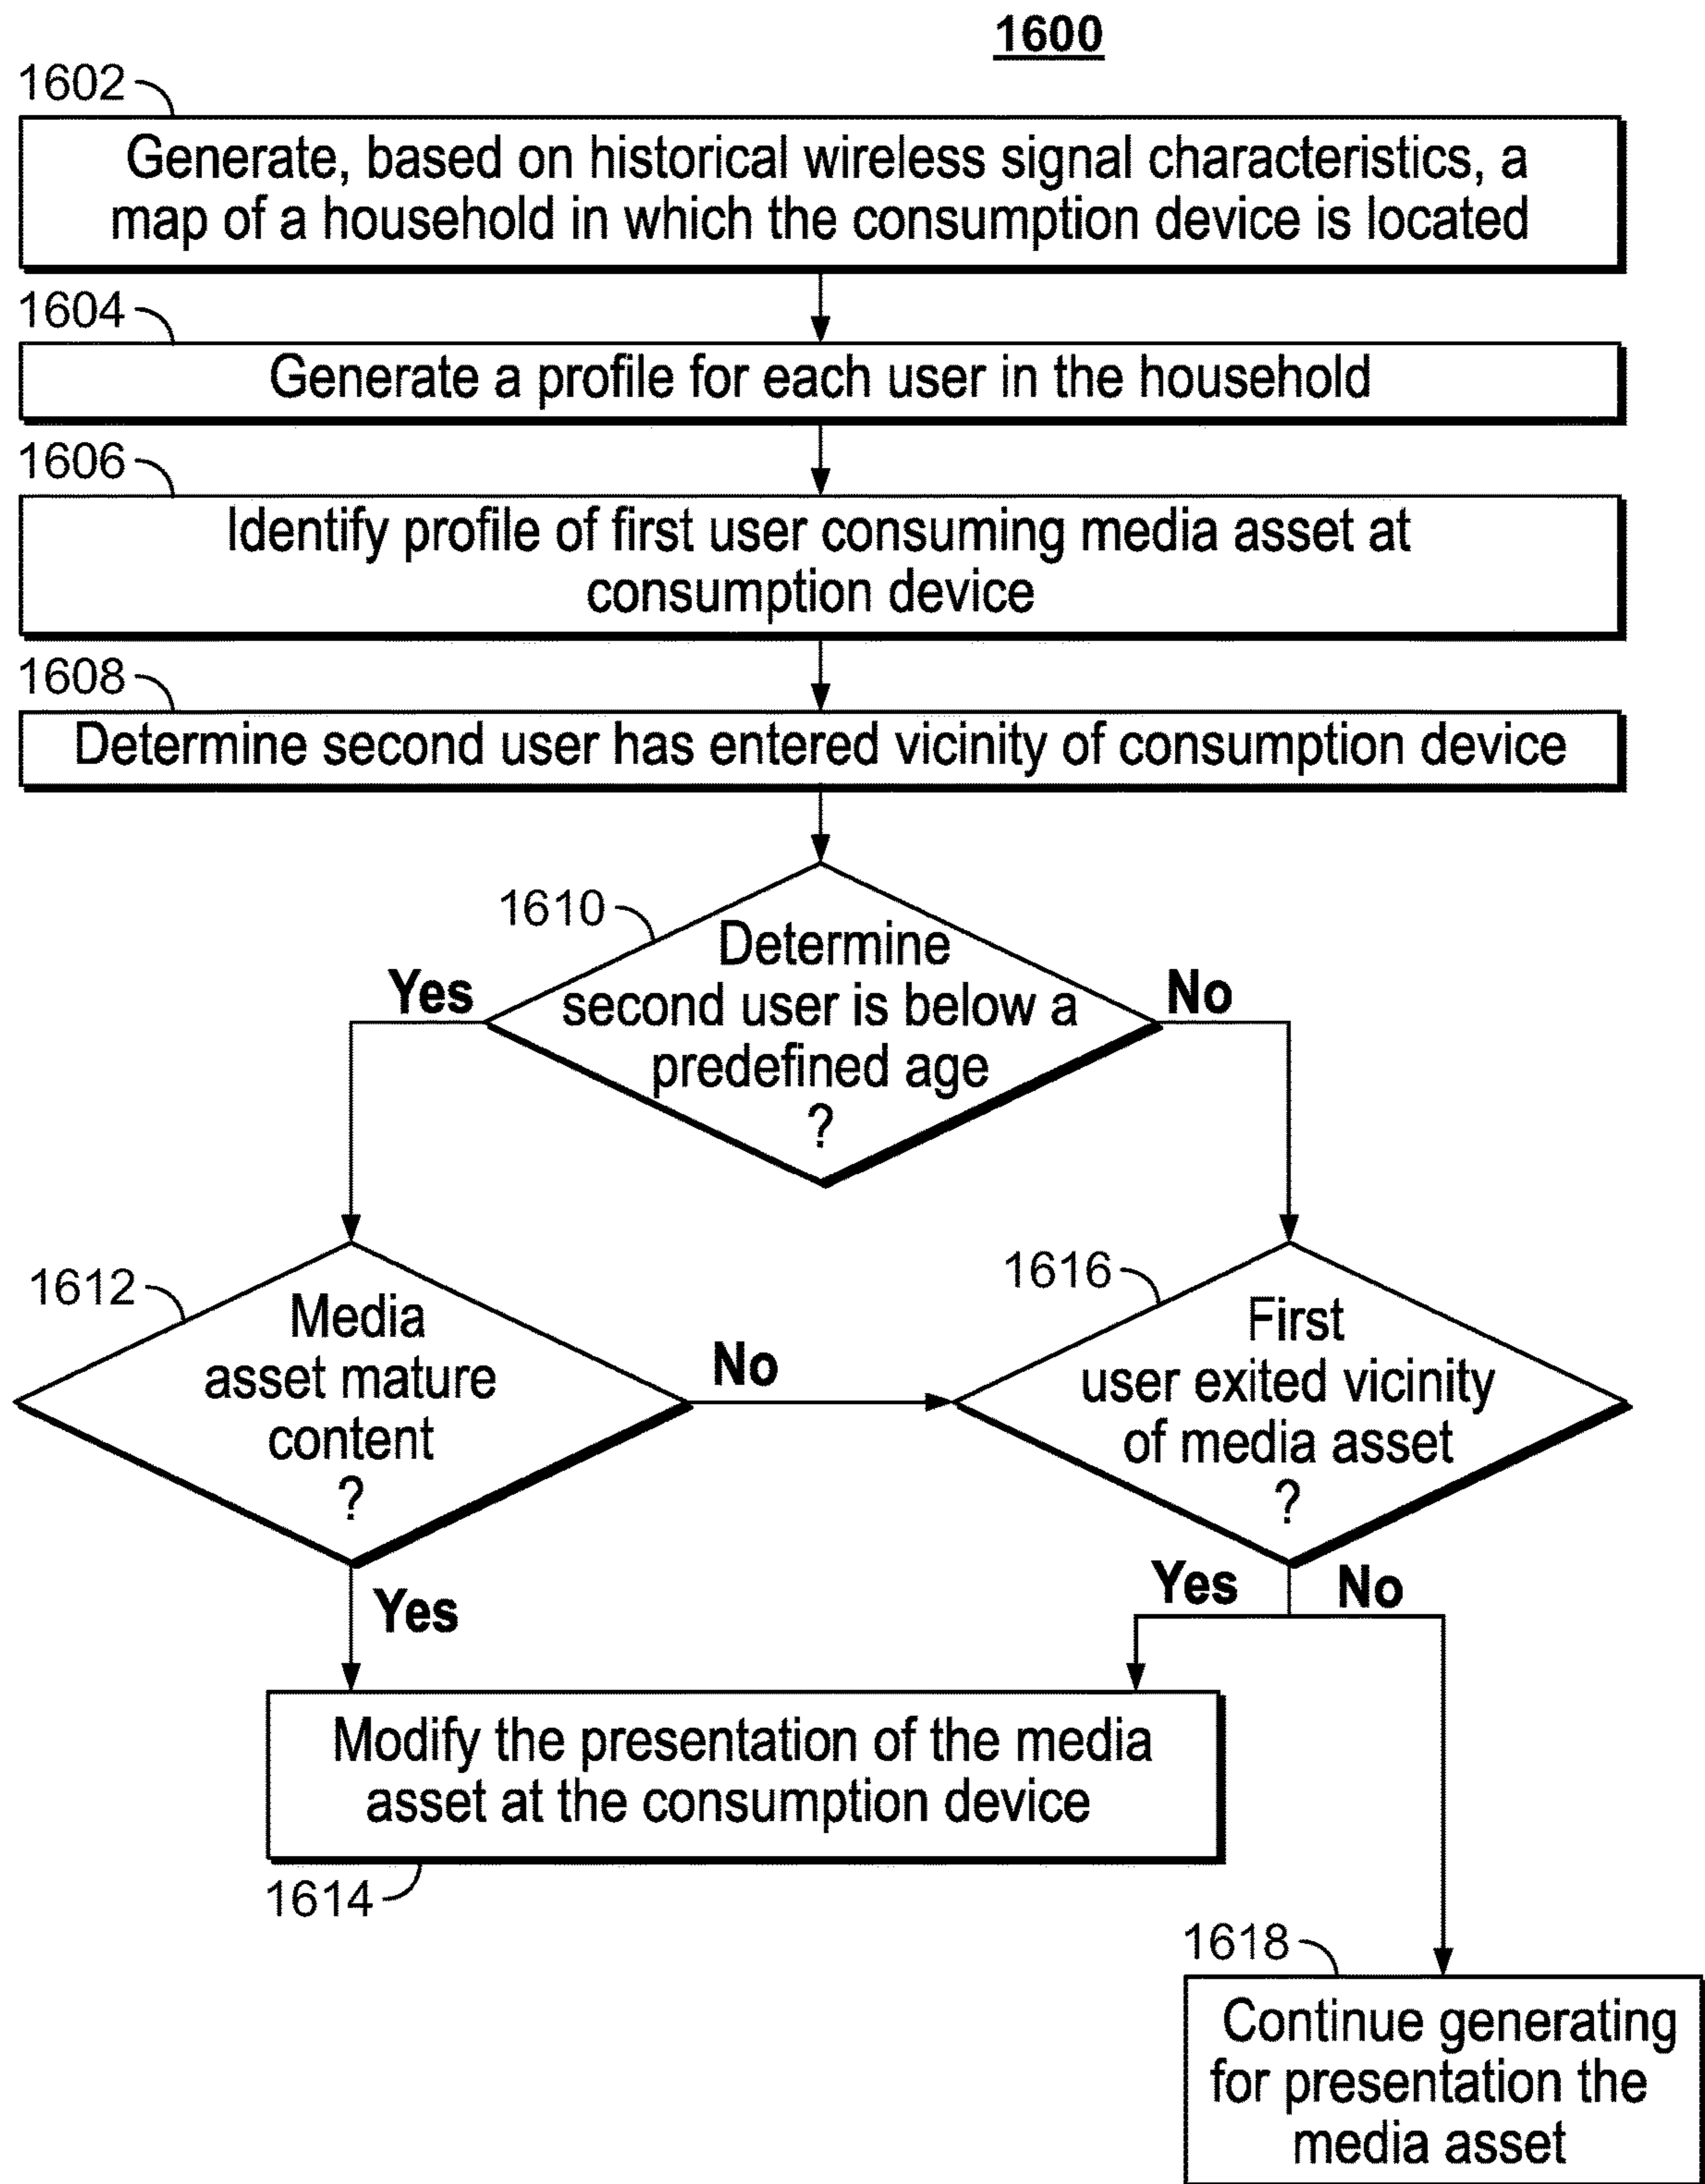 1600
1602
Generate, based on historical wireless signal characteristics, a
map of a household in which the consumption device is located
1604
Generate a profile for each user in the household
1606
Identify profile of first user consuming media asset at
consumption device
1608
Determine second user has entered vicinity of consumption device
1610
Determine
second user is below a
predefined age
?
Yes
No
1612
Media
asset mature
content
?
No
Yes
1616
First
user exited vicinity
of media asset
?
Yes
No
Modify the presentation of the media
asset at the consumption device
1614
1618
Continue generating
for presentation the
media asset